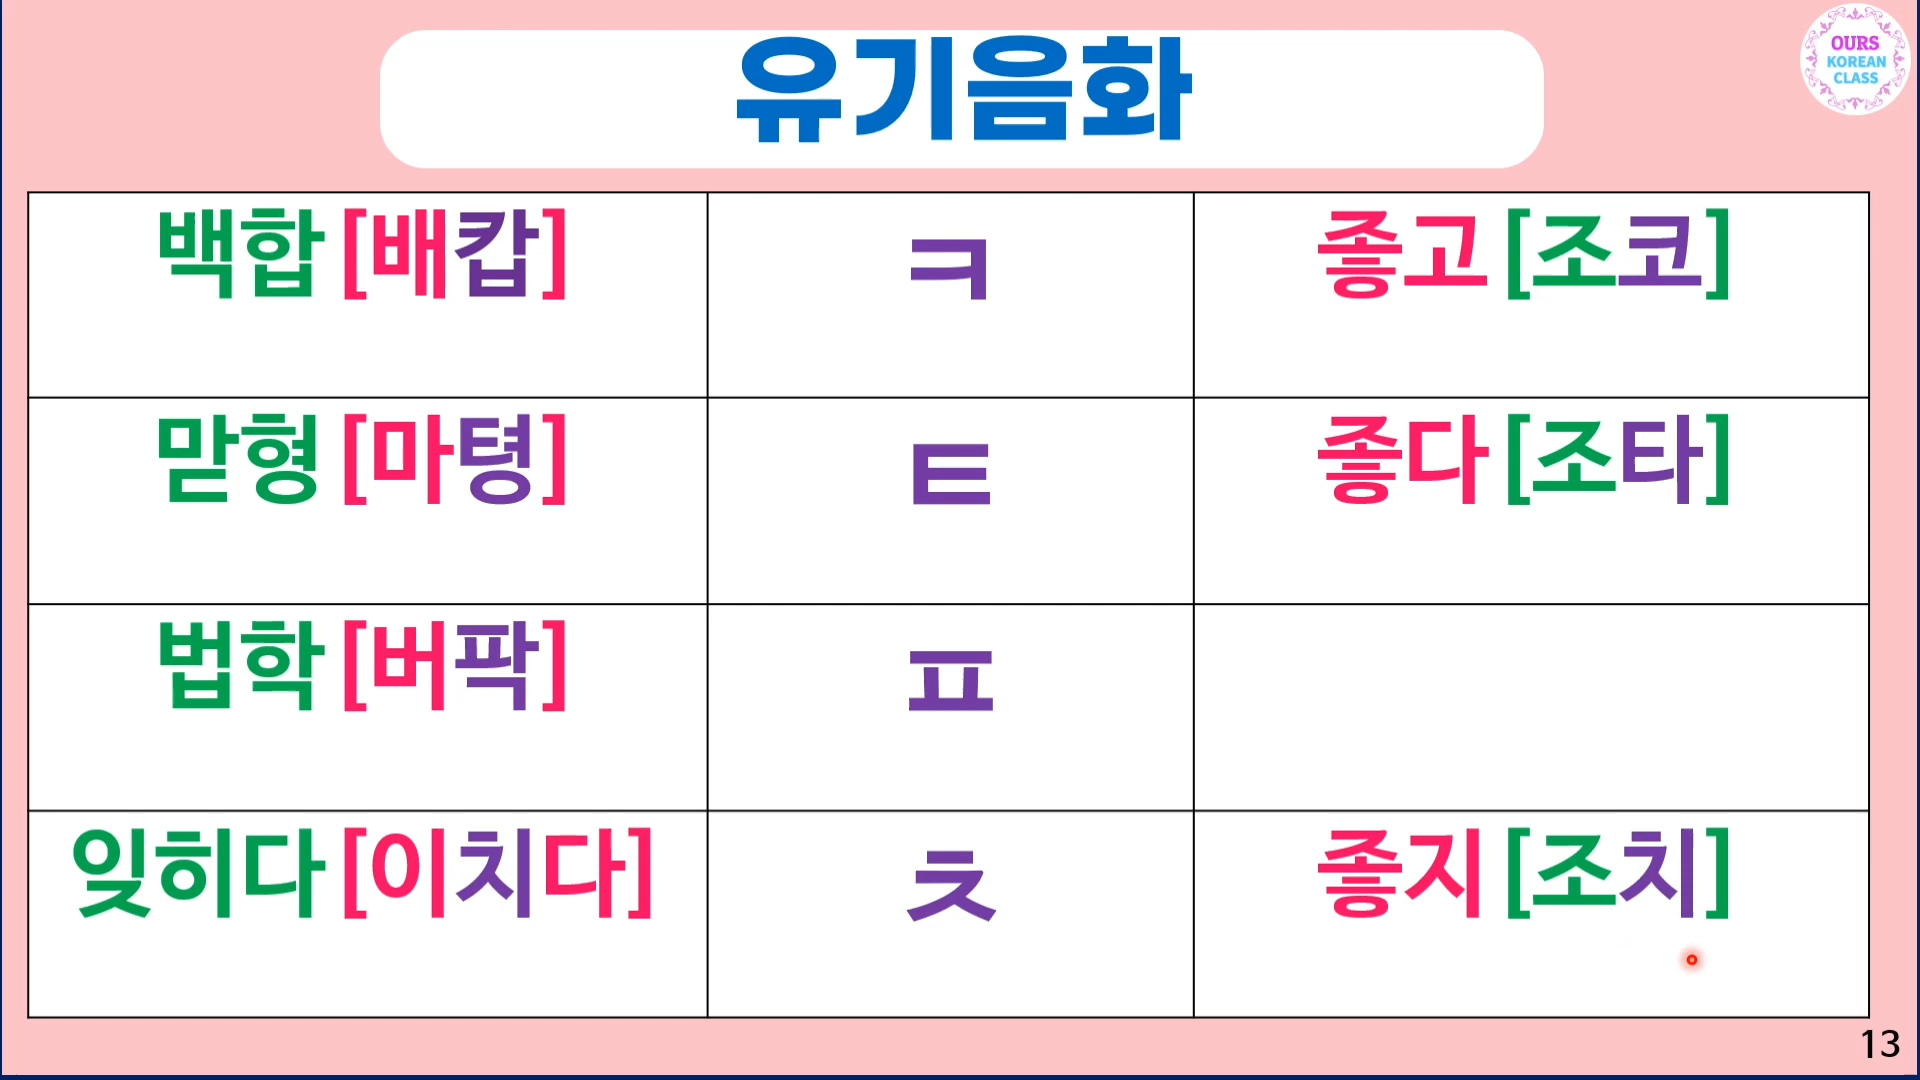 유기음화
OURS
KOREAN
CLASS
백합 [배캅]
ㅋ
좋고 [조코]
맏형 [마텽]
ㅌ
좋다 [조타]
법학 [버팍]
ㅍ
잊히다 [이치다]
ㅊ
좋지 [조치]
13